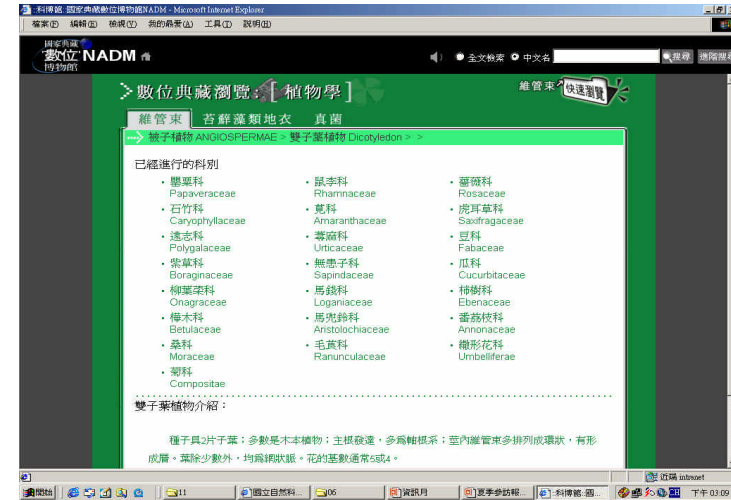 :科博館 國家典藏數位博物館NADM - Microsoft Internet Explorer
檔案(F) 編輯(E) 檢視(V) 我的最愛(A) 工具(T) 說明(H)
國家典藏
數位 NADM
博物館
全文檢索 中文名 搜尋 進階搜尋
>數位典藏瀏覽:[植物學]
維管束 快速瀏覽
維管束 苔蘚藻類地衣 真菌
被子植物 ANGIOSPERMAE > 雙子葉植物 Dicotyledon > >
已經進行的科別
・罌粟科 ・鼠李科 ・薔薇科
Papaveraceae Rhamnaceae Rosaceae
・石竹科 ・莧科 ・虎耳草科
Caryophyllaceae Amaranthaceae Saxifragaceae
・遠志科 ・蕁麻科 ・豆科
Polygalaceae Urticaceae Fabaceae
・紫草科 ・無患子科 ・瓜科
Boraginaceae Sapindaceae Cucurbitaceae
・柳葉菜科 ・馬錢科 ・柿樹科
Onagraceae Loganiaceae Ebenaceae
・樺木科 ・馬兜鈴科 ・番荔枝科
Betulaceae Aristolochiaceae Annonaceae
・桑科 ・毛茛科 ・繖形花科
Moraceae Ranunculaceae Umbelliferae
・菊科
Compositae
雙子葉植物介紹：
種子具2片子葉；多數是木本植物；主根發達，多為軸根系；莖內維管束多排列成環狀，有形
成層。葉除少數外，均為網狀脈。花的基數通常5或4。
近端 intranet
開始 11 國立自然科... 06 資訊月 夏季參訪報... :科博館:國... 下午 03:09